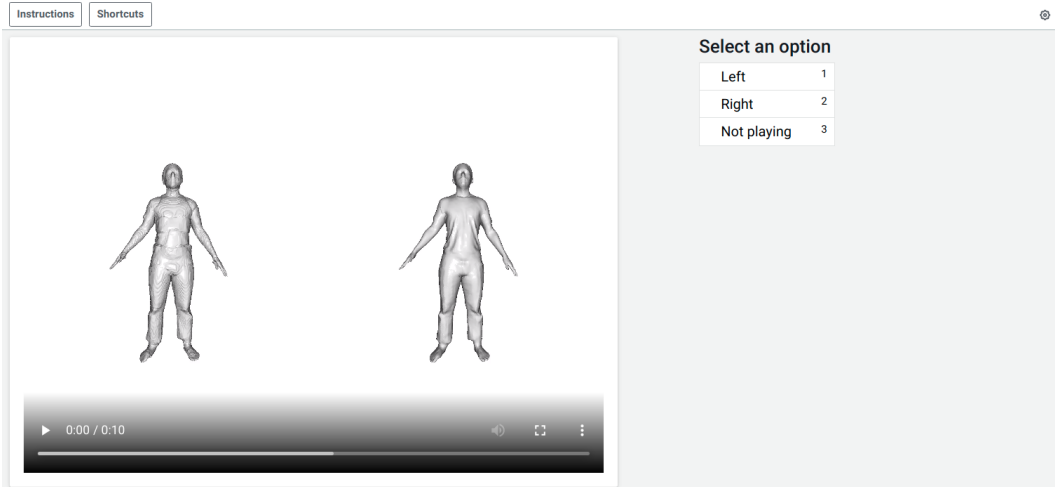 Instructions Shortcuts
Select an option
Left 1
Right 2
Not playing 3
0:00 / 0:10